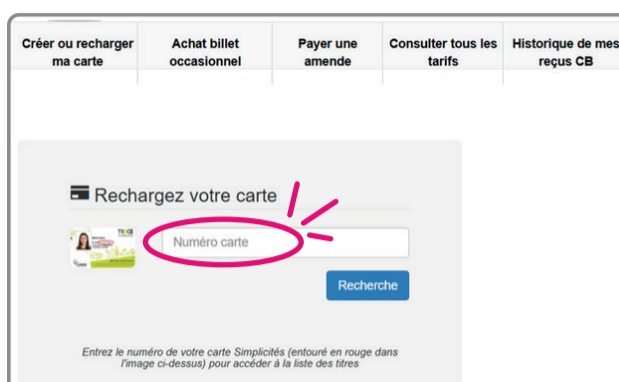 Créer ou recharger ma carte
Achat billet occasionnel
Payer une amende
Consulter tous les tarifs
Historique de mes reçus CB
Rechargez votre carte
Numéro carte
Recherche
Entrez le numéro de votre carte Simplicités (entouré en rouge dans
l'image ci-dessus) pour accéder à la liste des titres